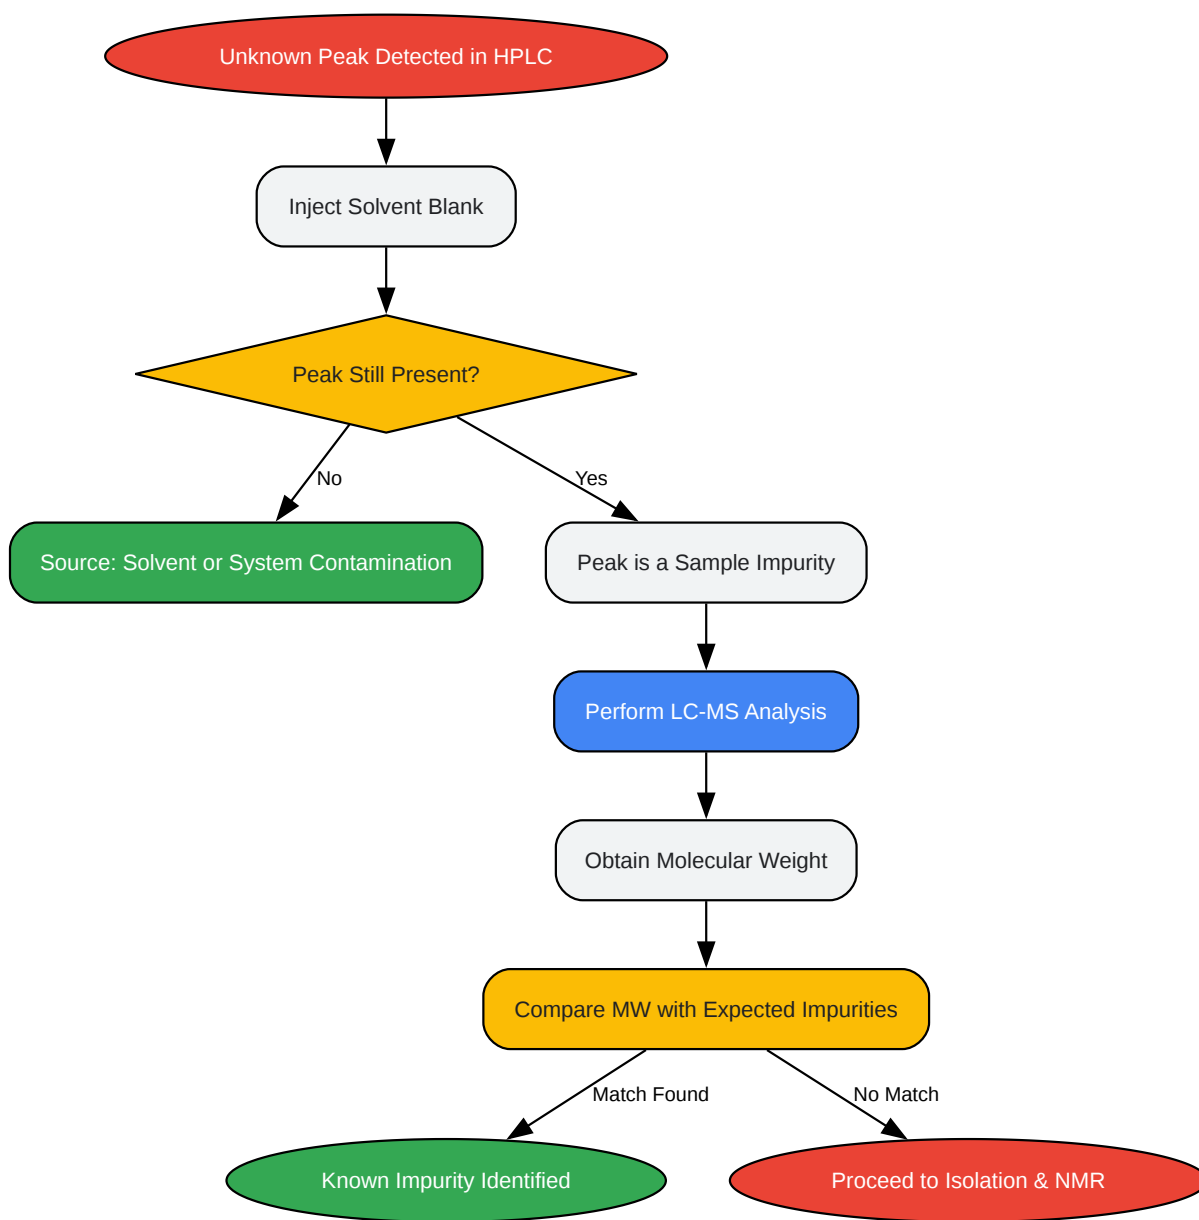 Unknown Peak Detected in HPLC
Inject Solvent Blank
Peak Still Present?
No
Yes
Source: Solvent or System Contamination
Peak is a Sample Impurity
Perform LC-MS Analysis
Obtain Molecular Weight
Compare MW with Expected Impurities
Match Found
No Match
Known Impurity Identified
Proceed to Isolation & NMR